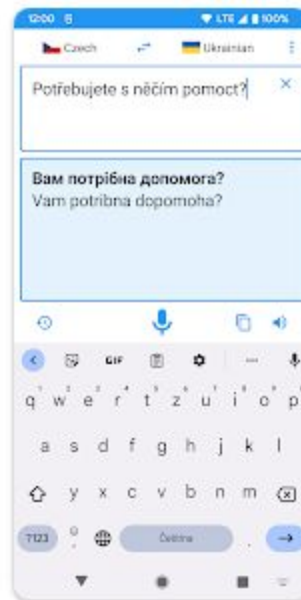 12:00 LTE 100%
Czech Ukrainian
Potřebujete s něčím pomoct?
Вам потрібна допомога?
Vam potribna dopomoha?
GIF
q w e r t z u i o p
a s d f g h j k l
y x c v b n m
?123 , Čeština .